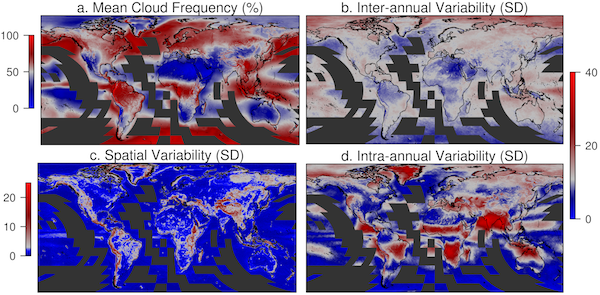 a. Mean Cloud Frequency (%)
b. Inter-annual Variability (SD)
100
50
0
40
20
0
c. Spatial Variability (SD)
d. Intra-annual Variability (SD)
20
10
0